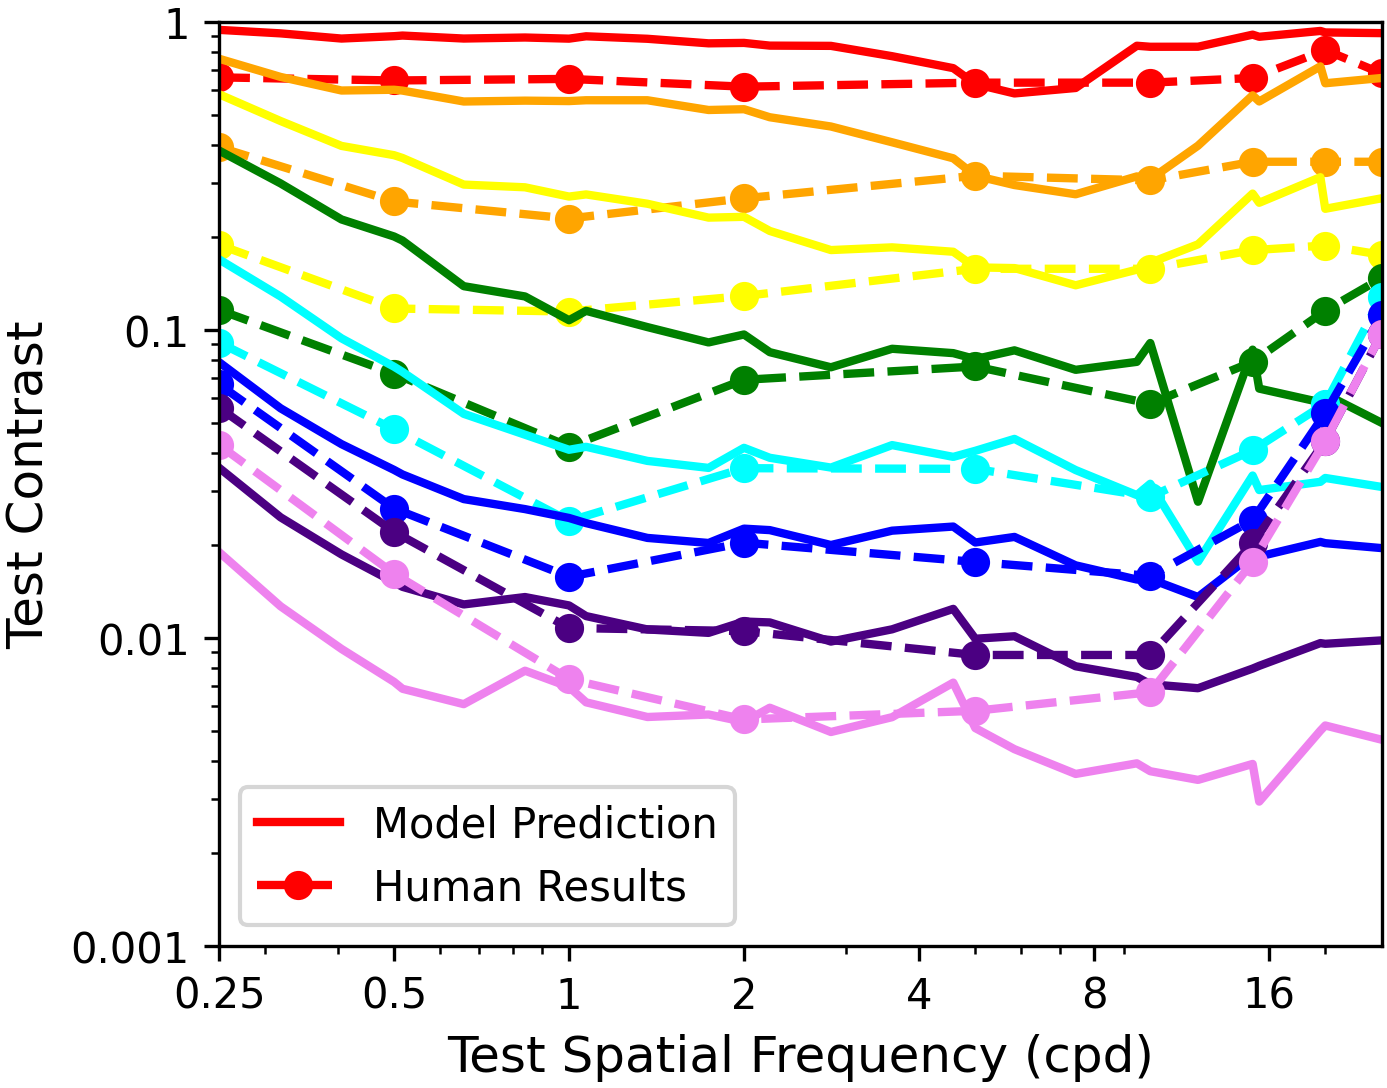 1
0.1
0.01
0.001
Test Contrast
Model Prediction
Human Results
0.25 0.5 1 2 4 8 16
Test Spatial Frequency (cpd)